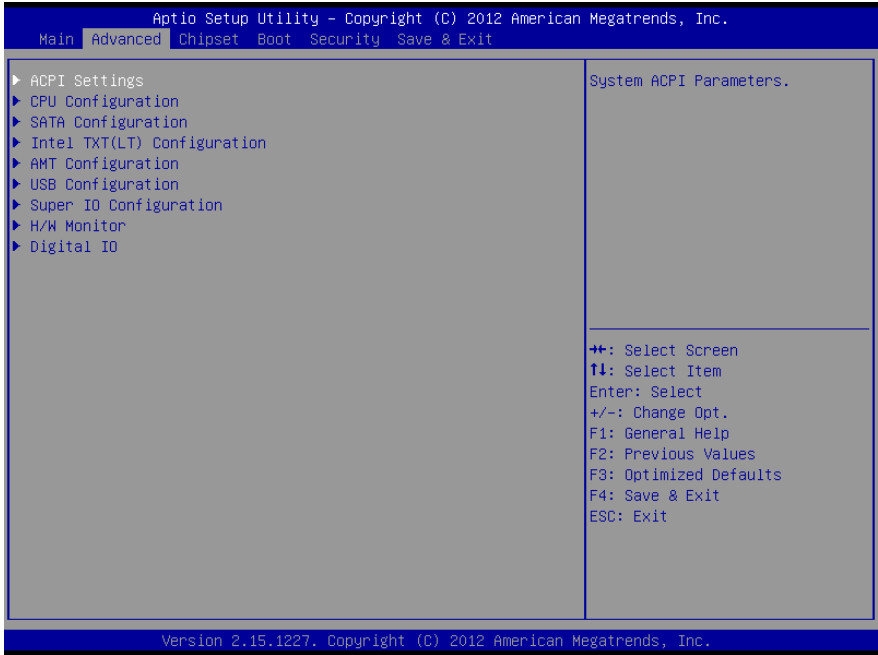 Aptio Setup Utility – Copyright (C) 2012 American Megatrends, Inc.
Main Advanced Chipset Boot Security Save & Exit
ACPI Settings
CPU Configuration
SATA Configuration
Intel TXT(LT) Configuration
AMT Configuration
USB Configuration
Super IO Configuration
H/W Monitor
Digital IO
System ACPI Parameters.
→←: Select Screen
↑↓: Select Item
Enter: Select
+/-: Change Opt.
F1: General Help
F2: Previous Values
F3: Optimized Defaults
F4: Save & Exit
ESC: Exit
Version 2.15.1227. Copyright (C) 2012 American Megatrends, Inc.